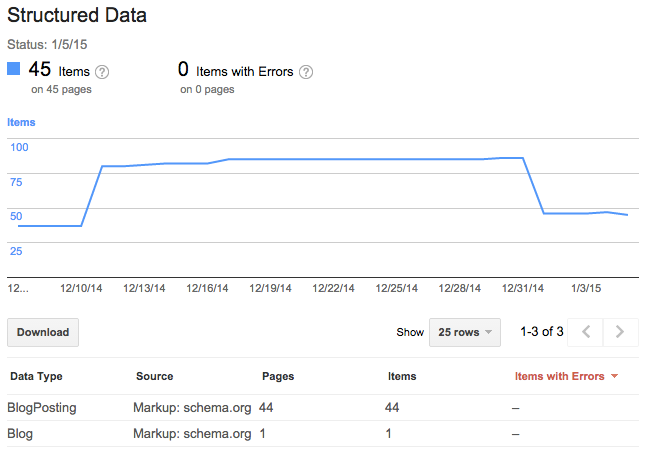 Structured Data
Status: 1/5/15
45 Items ? 0 Items with Errors ?
on 45 pages on 0 pages
Items
100
75
50
25
12... 12/10/14 12/13/14 12/16/14 12/19/14 12/22/14 12/25/14 12/28/14 12/31/14 1/3/15
Download Show 25 rows 1-3 of 3
Data Type Source Pages Items Items with Errors
BlogPosting Markup: schema.org 44 44 –
Blog Markup: schema.org 1 1 –